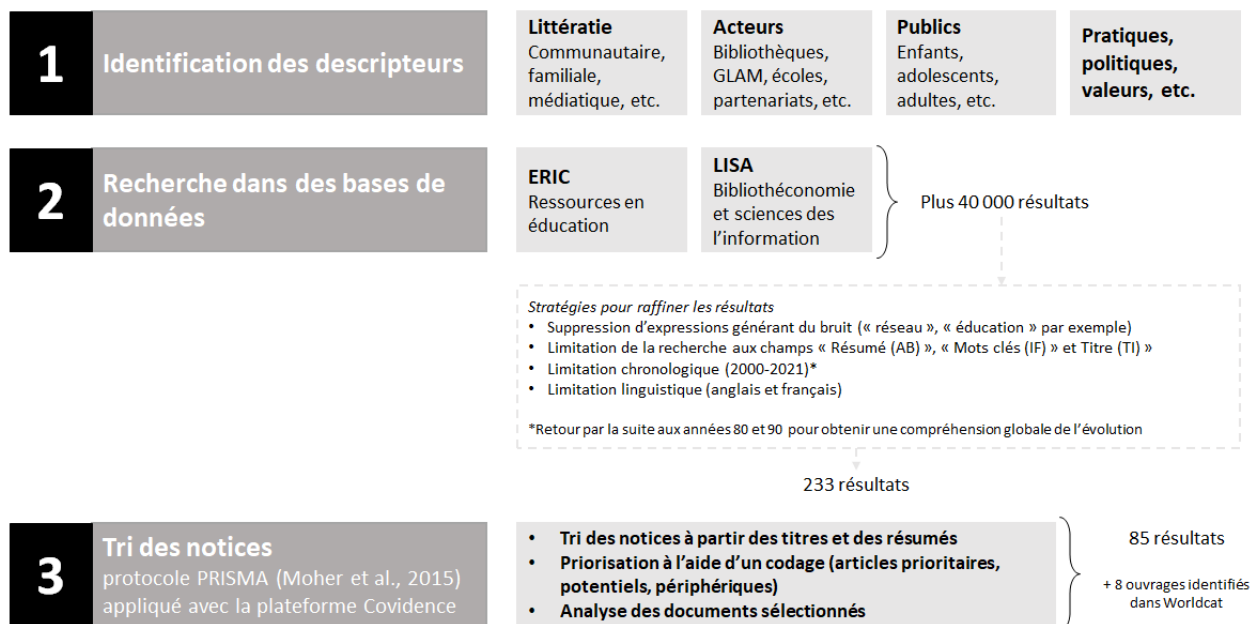 1
Identification des descripteurs
Littératie
Communautaire,
familiale,
médiatique, etc.
Acteurs
Bibliothèques,
GLAM, écoles,
partenariats, etc.
Publics
Enfants,
adolescents,
adultes, etc.
Pratiques,
politiques,
valeurs, etc.
2
Recherche dans des bases de
données
ERIC
Ressources en
éducation
LISA
Bibliothéconomie
et sciences des
l'information
Plus 40 000 résultats
Stratégies pour raffiner les résultats
• Suppression d'expressions générant du bruit (« réseau », « éducation » par exemple)
• Limitation de la recherche aux champs « Résumé (AB) », « Mots clés (IF) » et Titre (TI) »
• Limitation chronologique (2000-2021)*
• Limitation linguistique (anglais et français)
*Retour par la suite aux années 80 et 90 pour obtenir une compréhension globale de l'évolution
233 résultats
3
Tri des notices
protocole PRISMA (Moher et al., 2015)
appliqué avec la plateforme Covidence
• Tri des notices à partir des titres et des résumés
• Priorisation à l'aide d'un codage (articles prioritaires,
potentiels, périphériques)
• Analyse des documents sélectionnés
85 résultats
+ 8 ouvrages identifiés
dans Worldcat